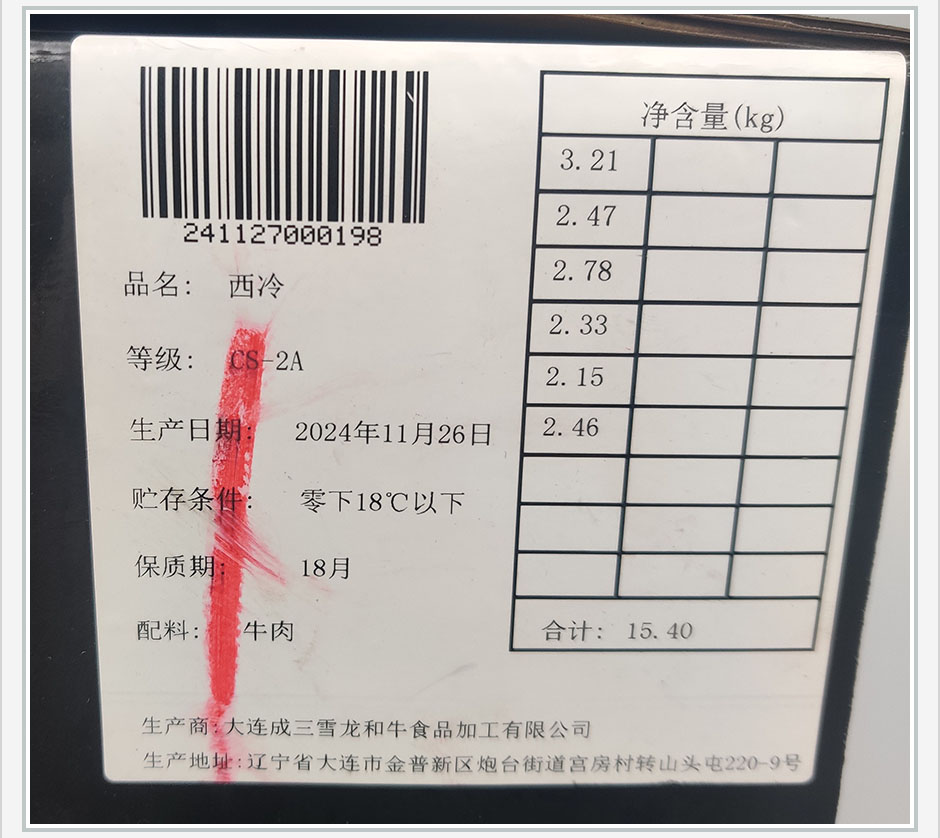 241127000198
品名: 西冷
等级: CS-2A
生产日期: 2024年11月26日
贮存条件: 零下18℃以下
保质期: 18月
配料: 牛肉
净含量(kg)
3.21
2.47
2.78
2.33
2.15
2.46
合计: 15.40
生产商:大连成三雪龙和牛食品加工有限公司
生产地址:辽宁省大连市金普新区炮台街道宫房村转山头屯220-9号